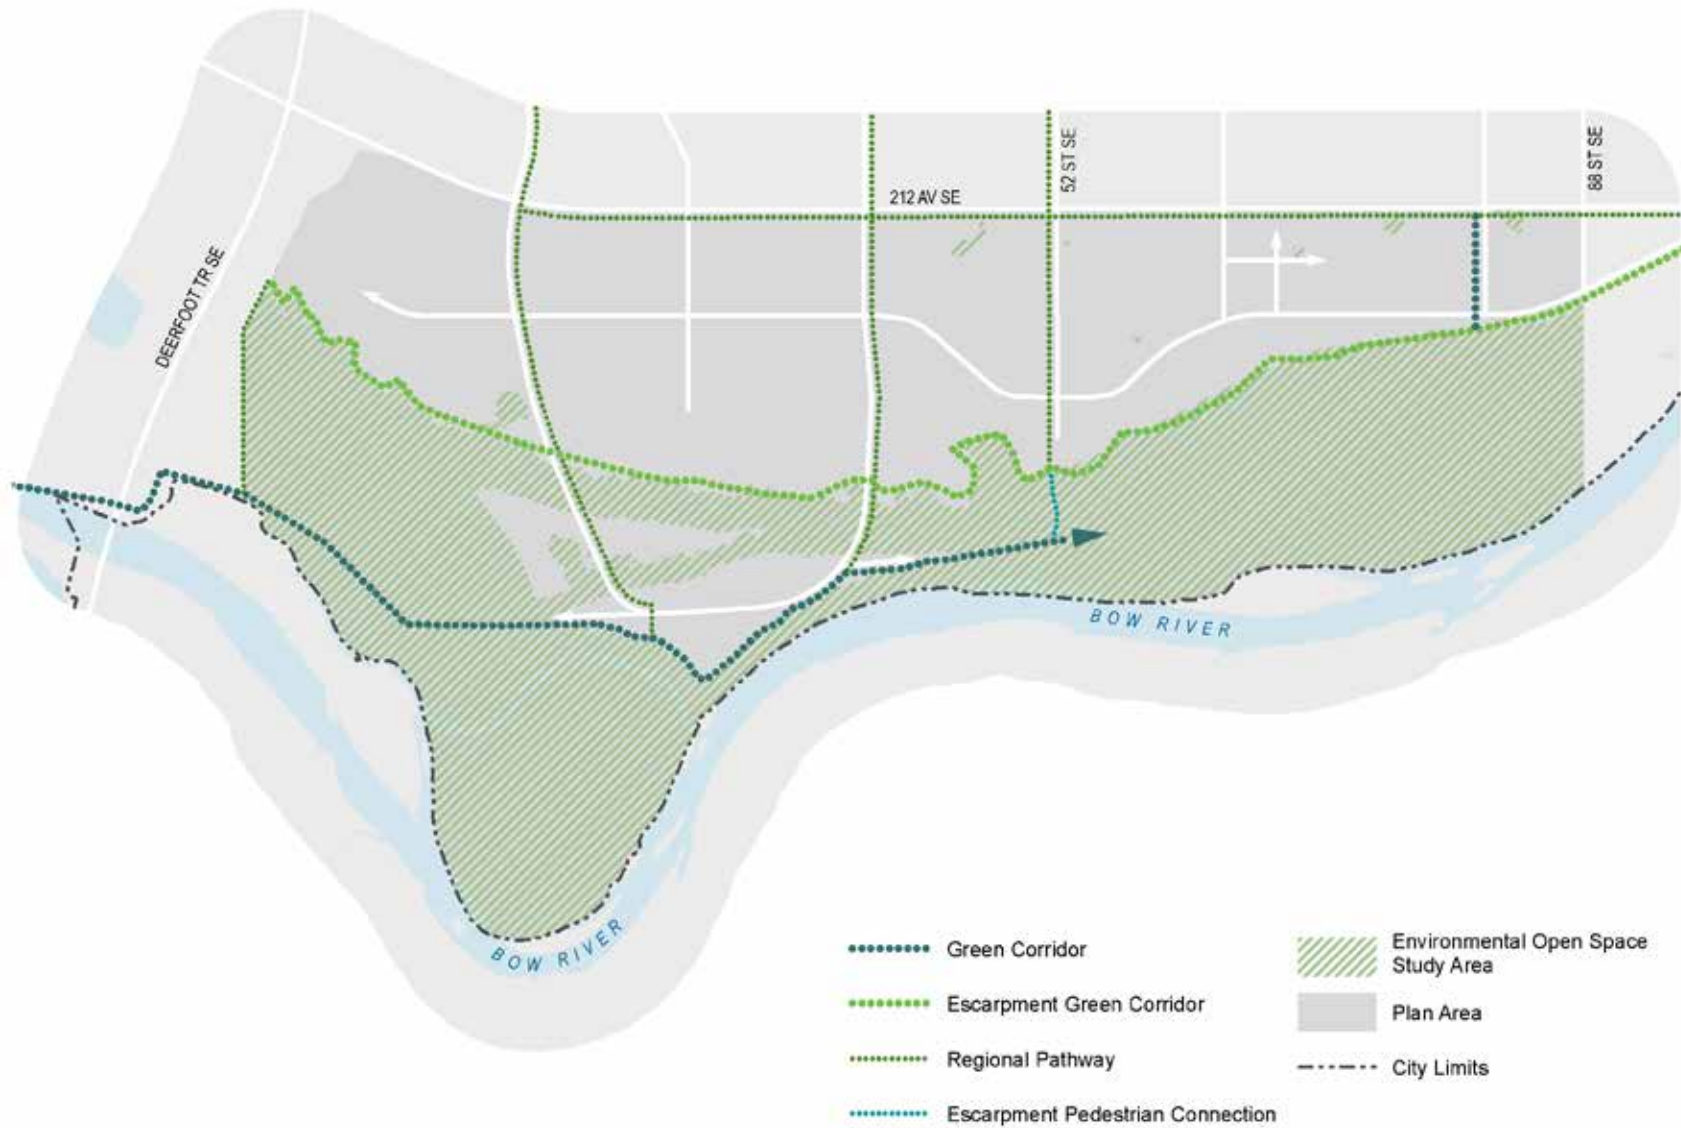 52 ST SE
88 ST SE
212 AV SE
DEERFOOT TR SE
BOW RIVER
BOW RIVER
Green Corridor
Escarpment Green Corridor
Regional Pathway
Escarpment Pedestrian Connection
Environmental Open Space
Study Area
Plan Area
City Limits